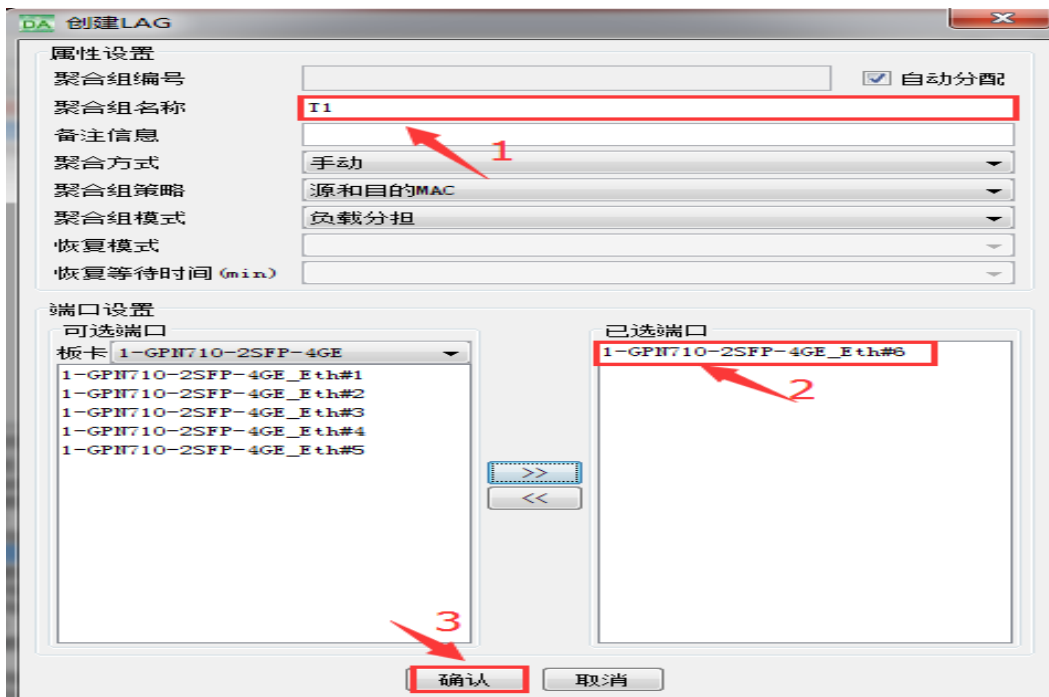 DA 创建LAG
属性设置
聚合组编号 自动分配
聚合组名称 T1
备注信息
聚合方式 手动
聚合组策略 源和目的MAC
聚合组模式 负载分担
恢复模式
恢复等待时间(min)
端口设置
可选端口
板卡 1-GPN710-2SFP-4GE
1-GPN710-2SFP-4GE_Eth#1
1-GPN710-2SFP-4GE_Eth#2
1-GPN710-2SFP-4GE_Eth#3
1-GPN710-2SFP-4GE_Eth#4
1-GPN710-2SFP-4GE_Eth#5
>>
<<
已选端口
1-GPN710-2SFP-4GE_Eth#6
1
2
3
确认 取消